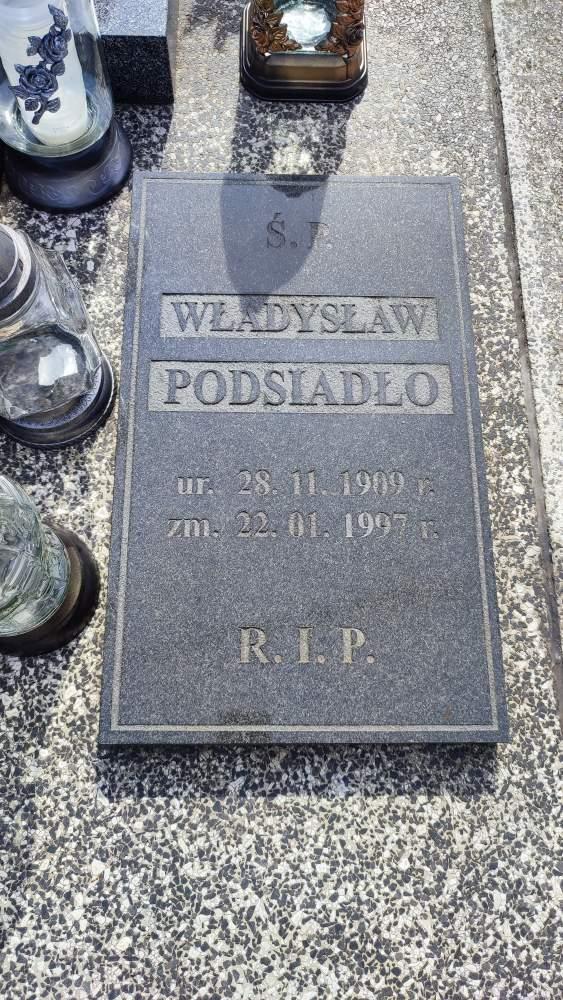 Ś. P.
WŁADYSŁAW
PODSIADŁO
ur. 28. 11. 1909 r.
zm. 22. 01. 1997 r.
R. I. P.